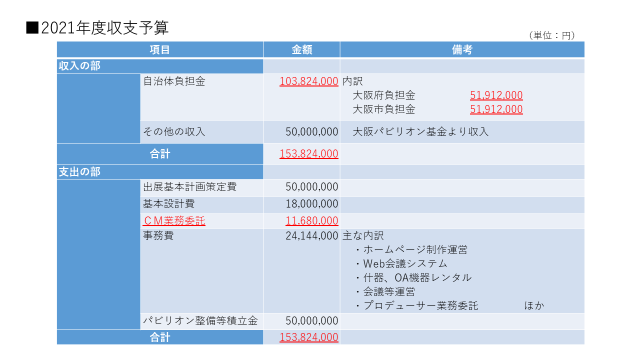 ■2021年度収支予算
（単位：円）
項目 金額 備考
収入の部
自治体負担金 103,824,000 内訳
大阪府負担金 51,912,000
大阪市負担金 51,912,000
その他の収入 50,000,000 大阪パビリオン基金より収入
合計 153,824,000
支出の部
出展基本計画策定費 50,000,000
基本設計費 18,000,000
ＣＭ業務委託 11,680,000
事務費 24,144,000 主な内訳
・ホームページ制作運営
・Web会議システム
・什器、OA機器レンタル
・会議等運営
・プロデューサー業務委託 ほか
パビリオン整備等積立金 50,000,000
合計 153,824,000